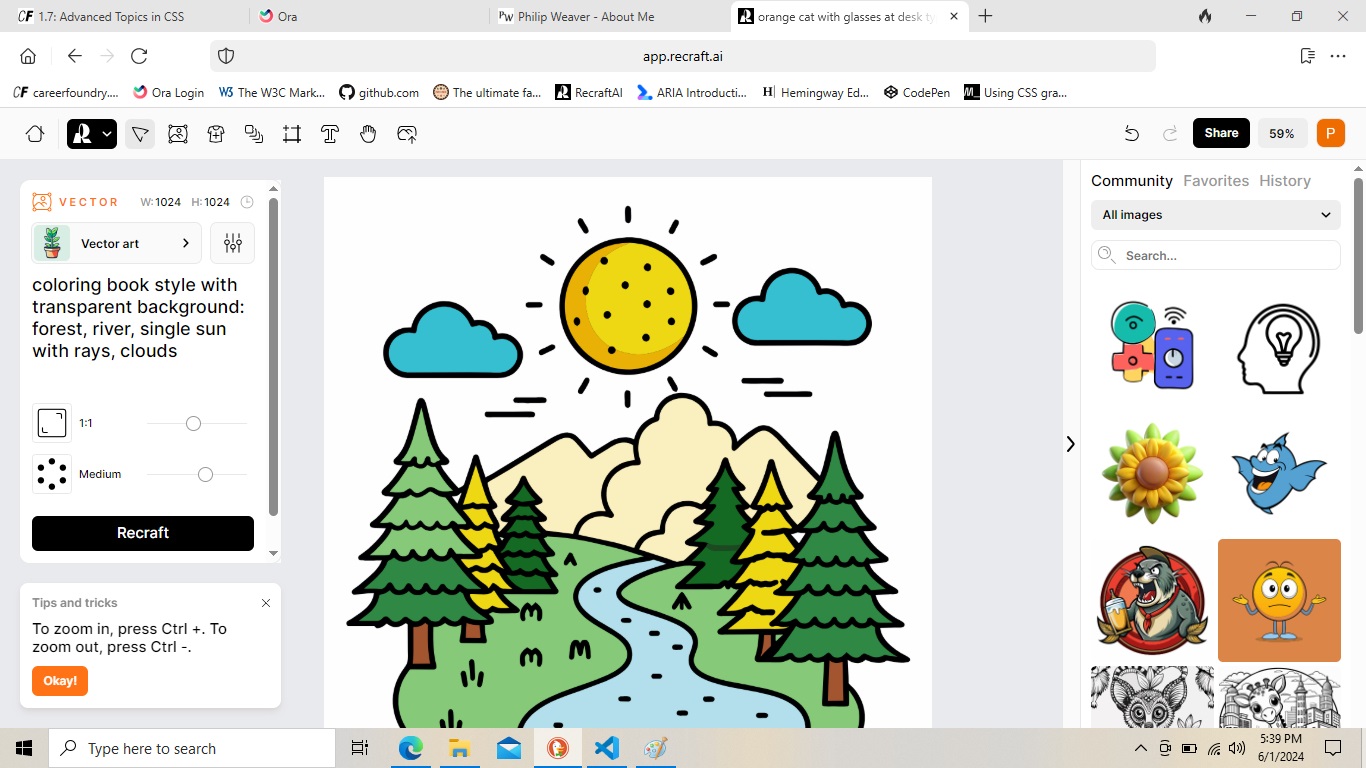 CF 1.7: Advanced Topics in CSS
Ora
PW Philip Weaver - About Me
orange cat with glasses at desk ty
app.recraft.ai
CF careerfoundry....
Ora Login
W3 The W3C Mark...
github.com
The ultimate fa...
RecraftAI
ARIA Introducti...
H Hemingway Ed...
CodePen
M Using CSS gra...
Share
59%
P
VECTOR
W: 1024 H: 1024
Vector art
coloring book style with
transparent background:
forest, river, single sun
with rays, clouds
1:1
Medium
Recraft
Tips and tricks
To zoom in, press Ctrl +. To
zoom out, press Ctrl -.
Okay!
Community Favorites History
All images
Search...
Type here to search
5:39 PM
6/1/2024